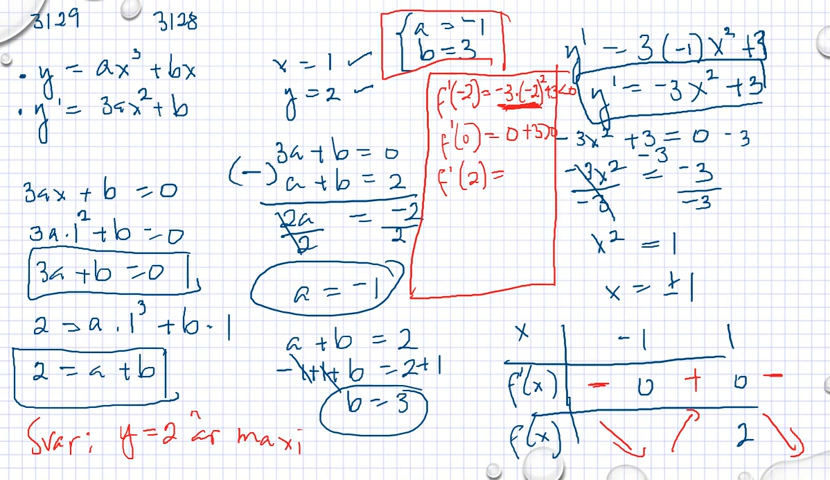 3129 3128
• y = ax³ + bx
• y' = 3ax² + b
3ax + b = 0
3a·1² + b = 0
3a + b = 0
2 = a·1³ + b·1
2 = a + b
Svar: y = 2 är maxi
x = 1 ✓
y = 2 ✓
(-) 3a + b = 0
a + b = 2
2a/2 = -2/2
a = -1
a + b = 2
-1+1+b = 2+1
b = 3
{ a = -1
b = 3
f'(-2) = -3·(-2)²+3<0
f'(0) = 0+3>0
f'(2) =
y' = 3(-1)x² + 3
y' = -3x² + 3
-3x² + 3 = 0 - 3
-3
-3x²/-3 = -3/-3
x² = 1
x = ±1
x -1 1
f'(x) - 0 + 0 -
f(x) ↘ ↗ 2 ↘